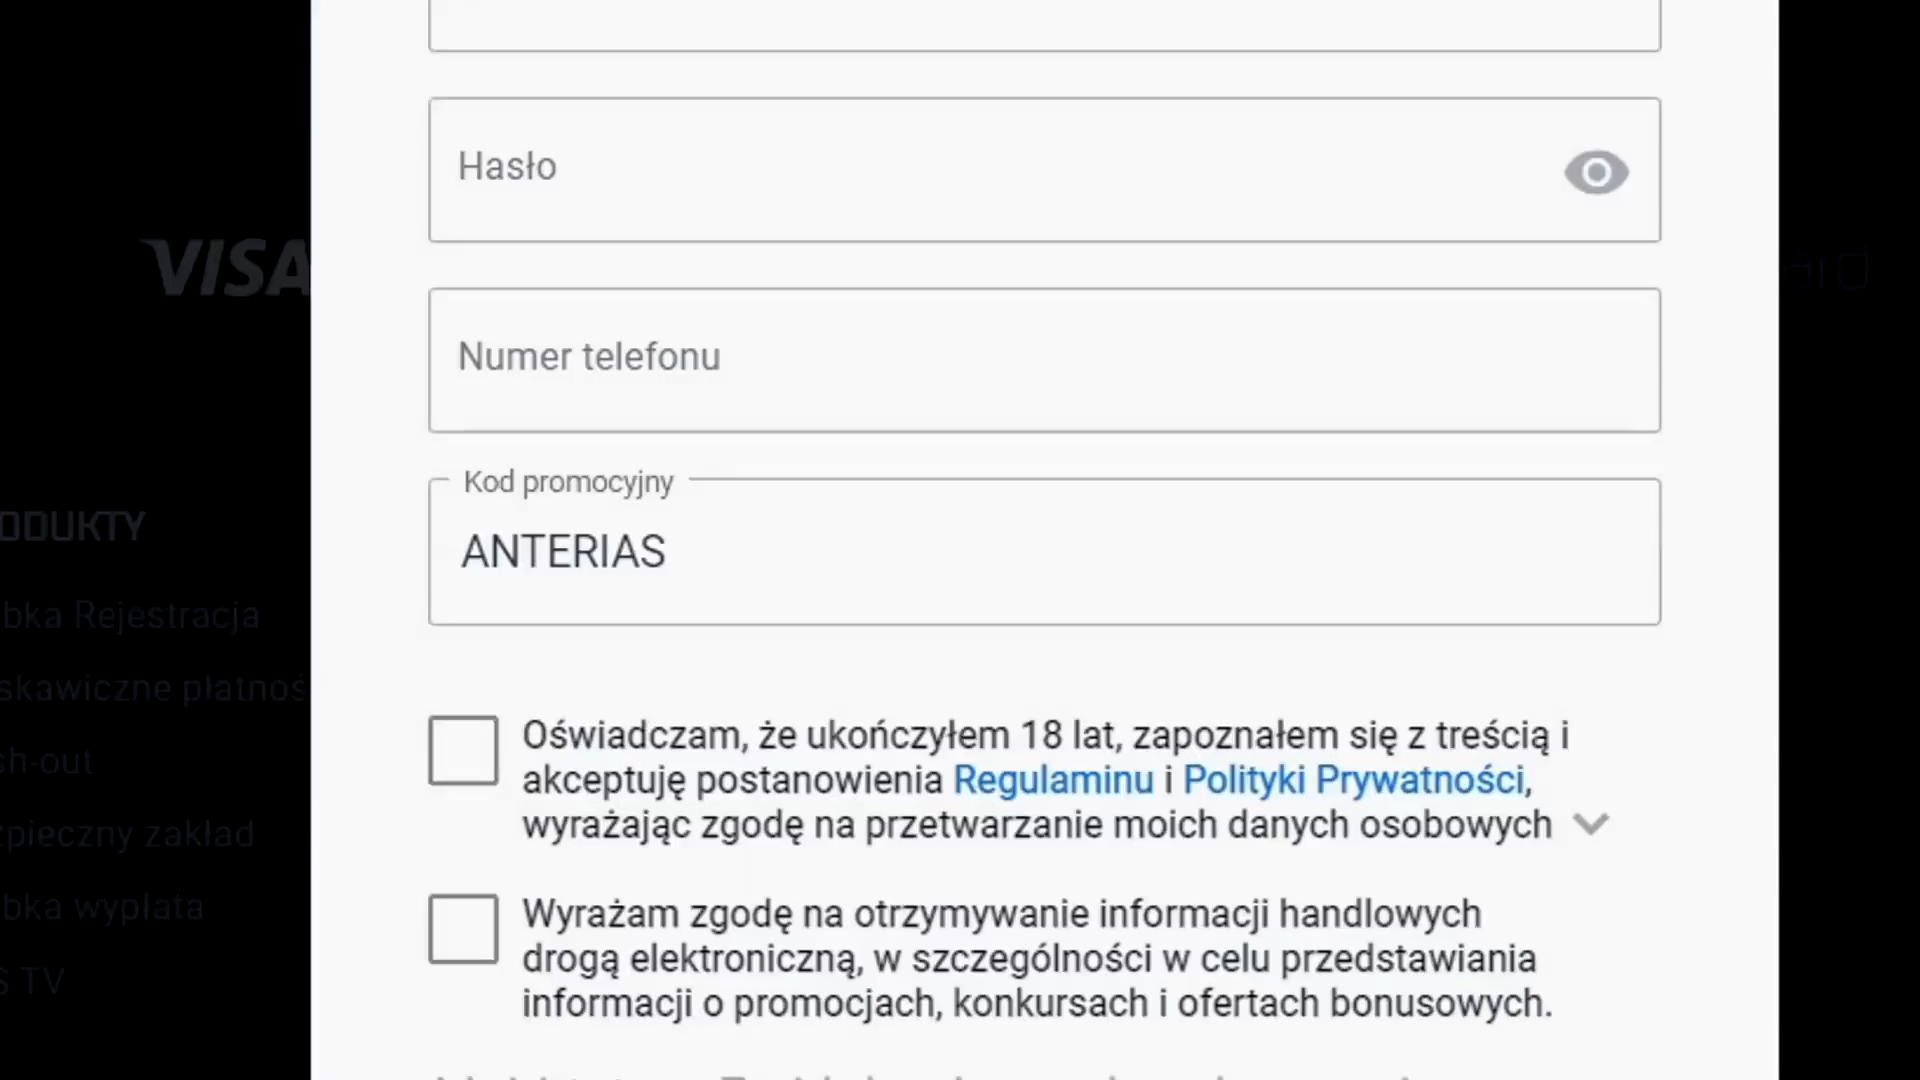 Hasło
VISA
Numer telefonu
Kod promocyjny
ANTERIAS
Rejestracja
Oświadczam, że ukończyłem 18 lat, zapoznałem się z treścią i
akceptuję postanowienia Regulaminu i Polityki Prywatności,
wyrażając zgodę na przetwarzanie moich danych osobowych
zakład
wypłata
Wyrażam zgodę na otrzymywanie informacji handlowych
drogą elektroniczną, w szczególności w celu przedstawiania
TV
informacji o promocjach, konkursach i ofertach bonusowych.